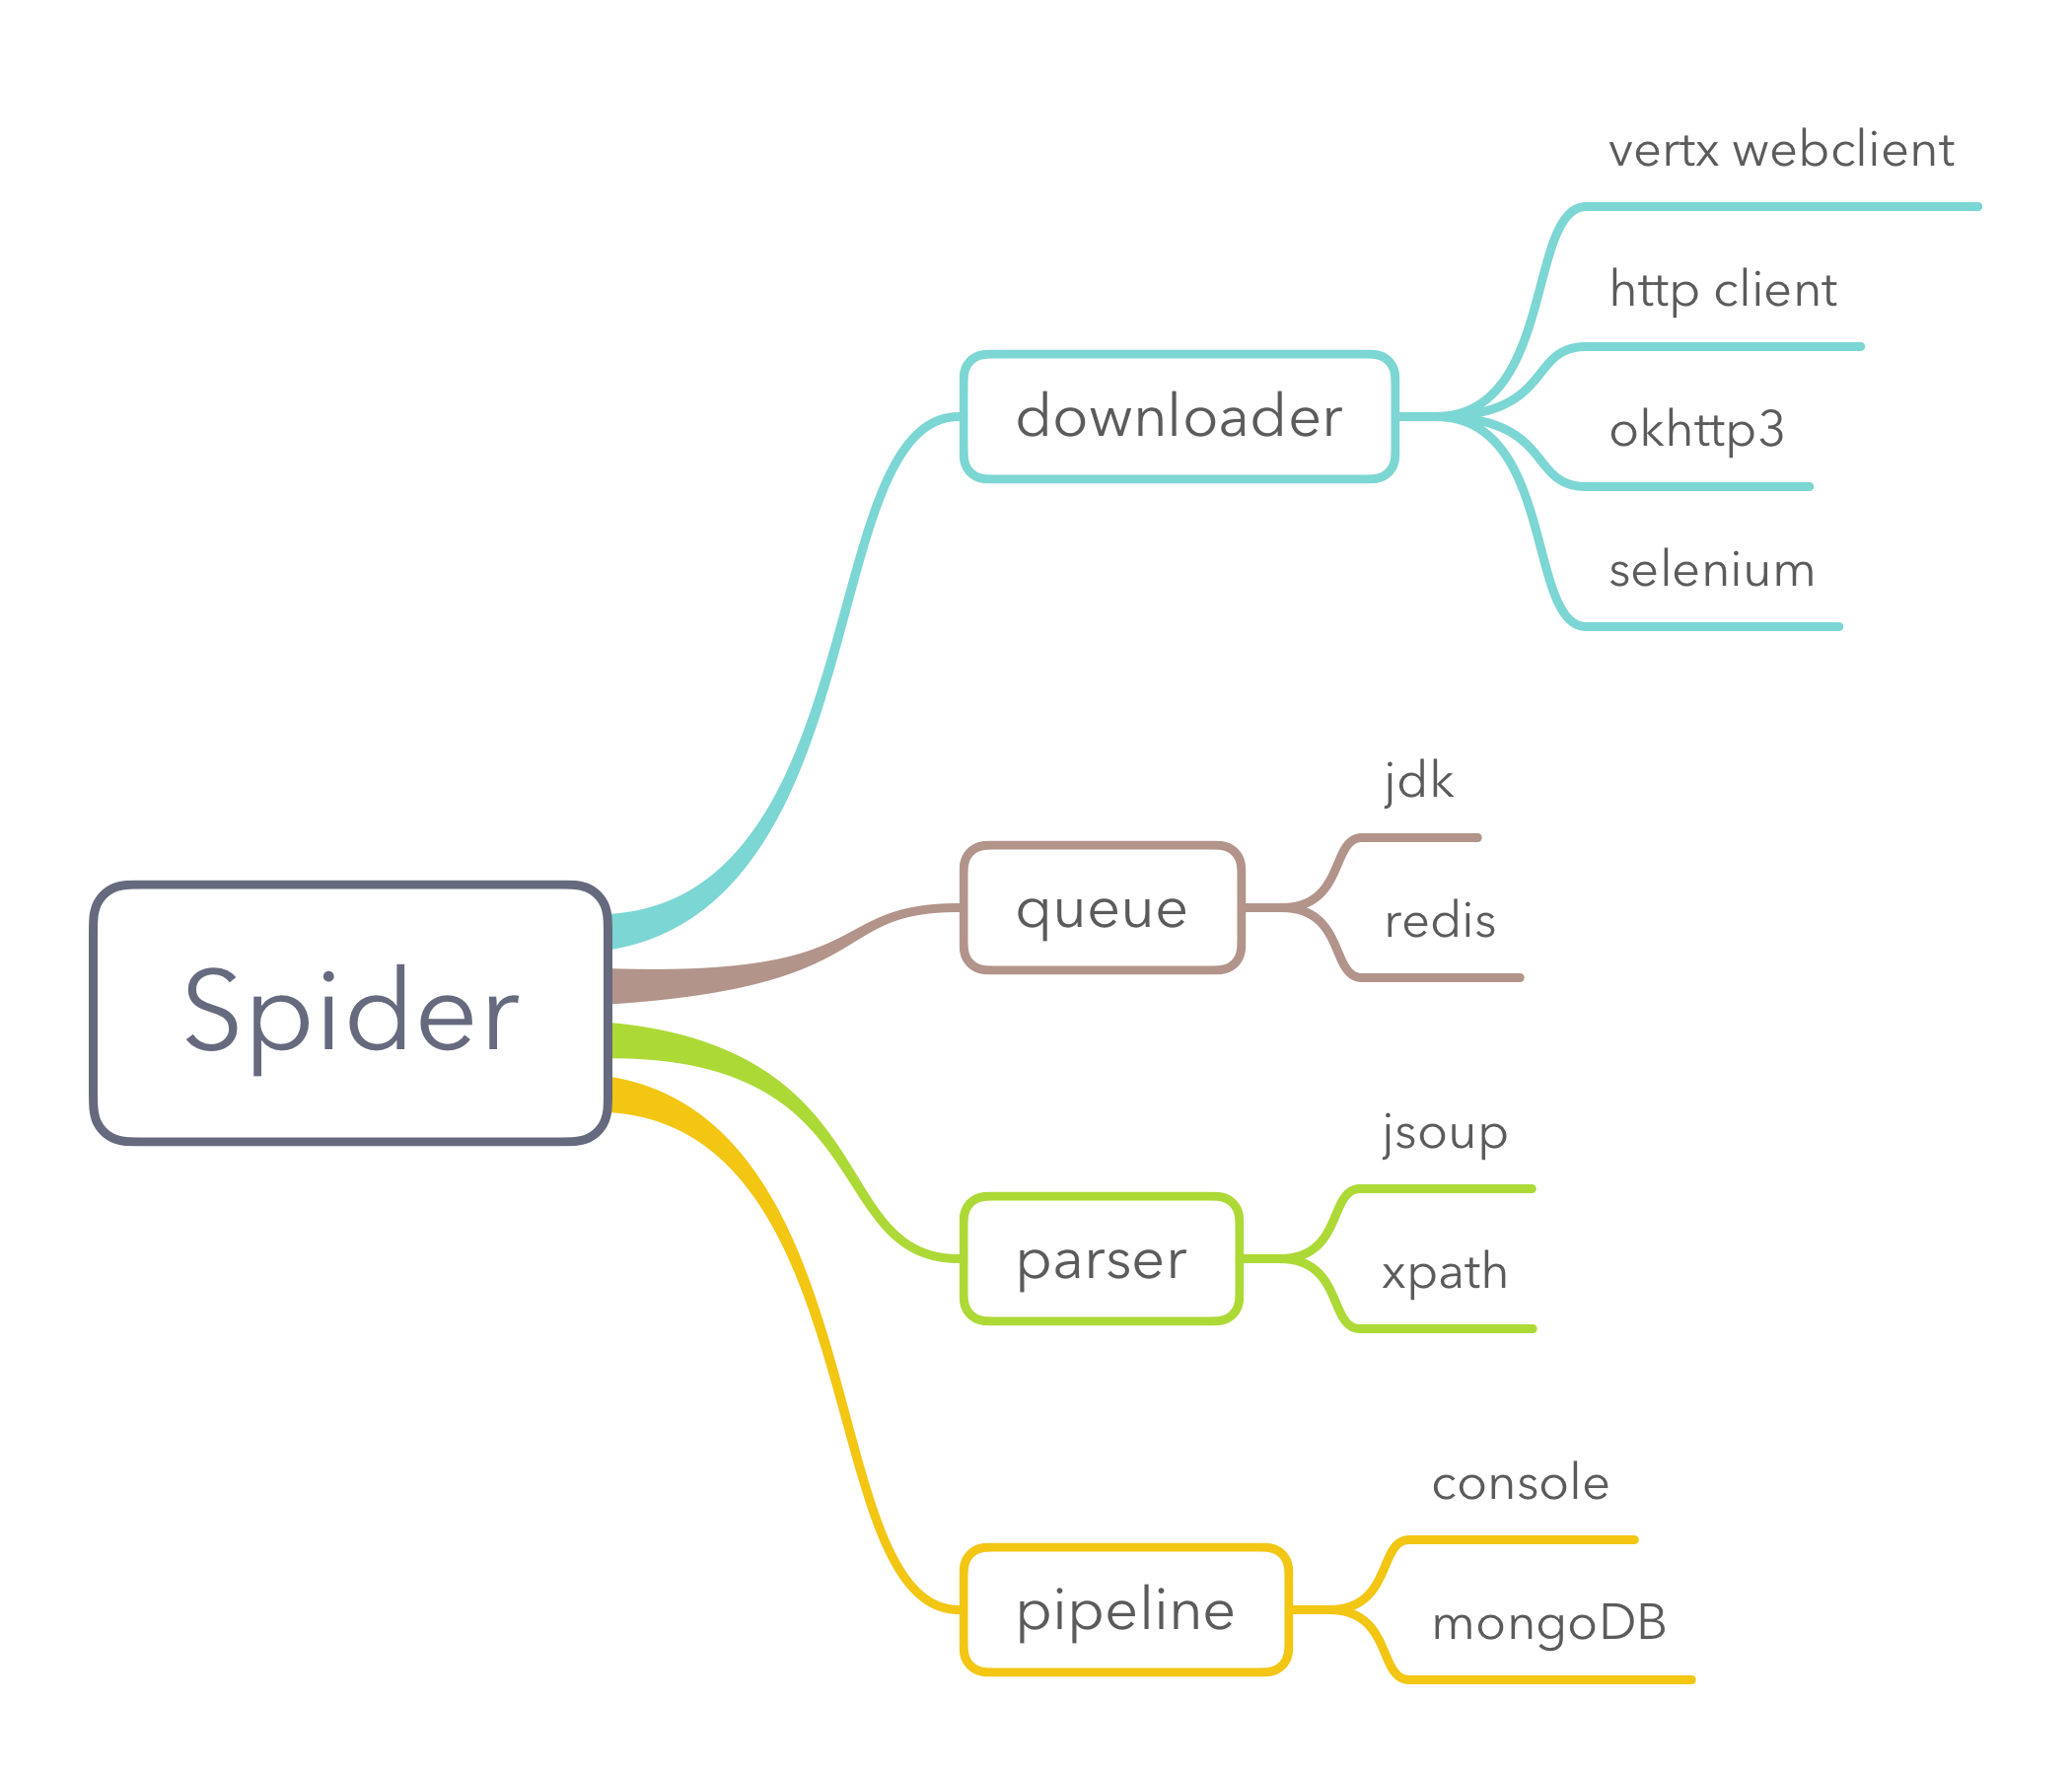 Spider
downloader
vertx webclient
http client
okhttp3
selenium
queue
jdk
redis
parser
jsoup
xpath
pipeline
console
mongoDB